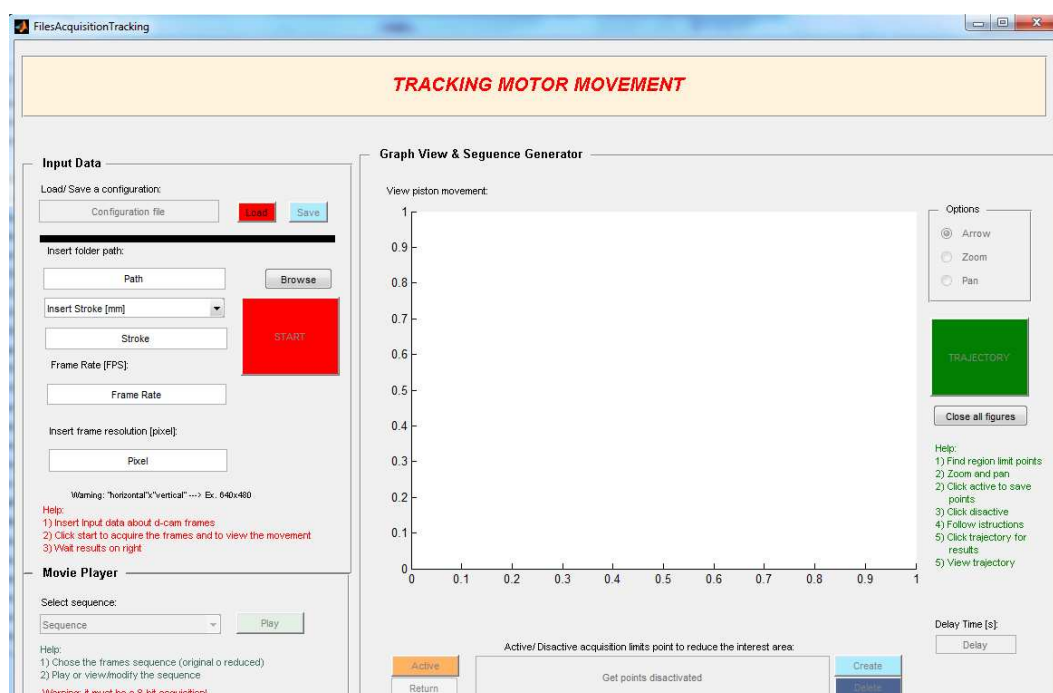 FilesAcquisitionTracking
TRACKING MOTOR MOVEMENT
Input Data
Load/ Save a configuration:
Configuration file
Load
Save
Insert folder path:
Path
Browse
Insert Stroke [mm]
Stroke
START
Frame Rate [FPS]:
Frame Rate
Insert frame resolution [pixel]:
Pixel
Warning: "horizontal"x"vertical" ---> Ex. 640x480
Help:
1) Insert Input data about d-cam frames
2) Click start to acquire the frames and to view the movement
3) Wait results on right
Movie Player
Select sequence:
Sequence
Play
Help:
1) Chose the frames sequence (original o reduced)
2) Play or view/modify the sequence
Warning: it must be a 8-bit acquisition!
Graph View & Sequence Generator
View piston movement:
1
0.9
0.8
0.7
0.6
0.5
0.4
0.3
0.2
0.1
0
0 0.1 0.2 0.3 0.4 0.5 0.6 0.7 0.8 0.9 1
Options
Arrow
Zoom
Pan
TRAJECTORY
Close all figures
Help:
1) Find region limit points
2) Zoom and pan
2) Click active to save
points
3) Click disactive
4) Follow istructions
5) Click trajectory for
results
5) View trajectory
Delay Time [s]:
Delay
Active/ Disactive acquisition limits point to reduce the interest area:
Active
Return
Get points disactivated
Create
Delete